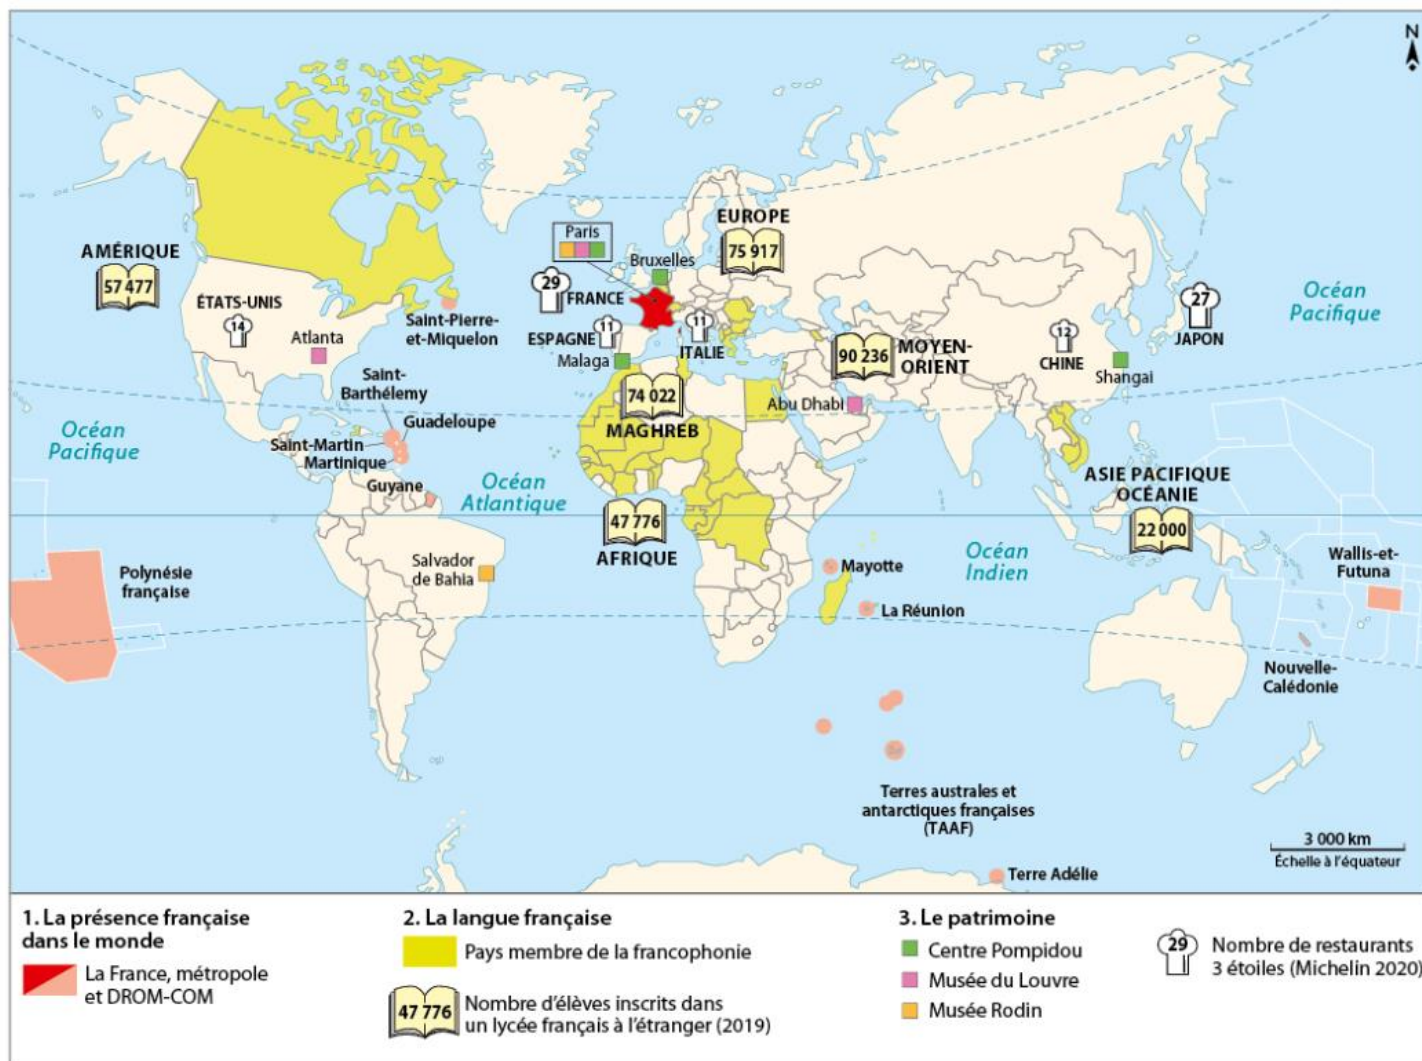 N
EUROPE
75 917
Paris
Bruxelles
AMÉRIQUE
57 477
29
FRANCE
ÉTATS-UNIS
14
Atlanta
Saint-Pierre-
et-Miquelon
ESPAGNE
11
Malaga
11
ITALIE
90 236
MOYEN-
ORIENT
Abu Dhabi
12
CHINE
Shangai
27
JAPON
Océan
Pacifique
Saint-
Barthélemy
Guadeloupe
Saint-Martin
Martinique
Guyane
74 022
MAGHREB
Océan
Pacifique
Océan
Atlantique
47 776
AFRIQUE
ASIE PACIFIQUE
OCÉANIE
22 000
Océan
Indien
Wallis-et-
Futuna
Polynésie
française
Salvador
de Bahia
Mayotte
La Réunion
Nouvelle-
Calédonie
Terres australes et
antarctiques françaises
(TAAF)
3 000 km
Échelle à l'équateur
Terre Adélie
1. La présence française
dans le monde
La France, métropole
et DROM-COM
2. La langue française
Pays membre de la francophonie
47 776
Nombre d'élèves inscrits dans
un lycée français à l'étranger (2019)
3. Le patrimoine
Centre Pompidou
Musée du Louvre
Musée Rodin
29
Nombre de restaurants
3 étoiles (Michelin 2020)